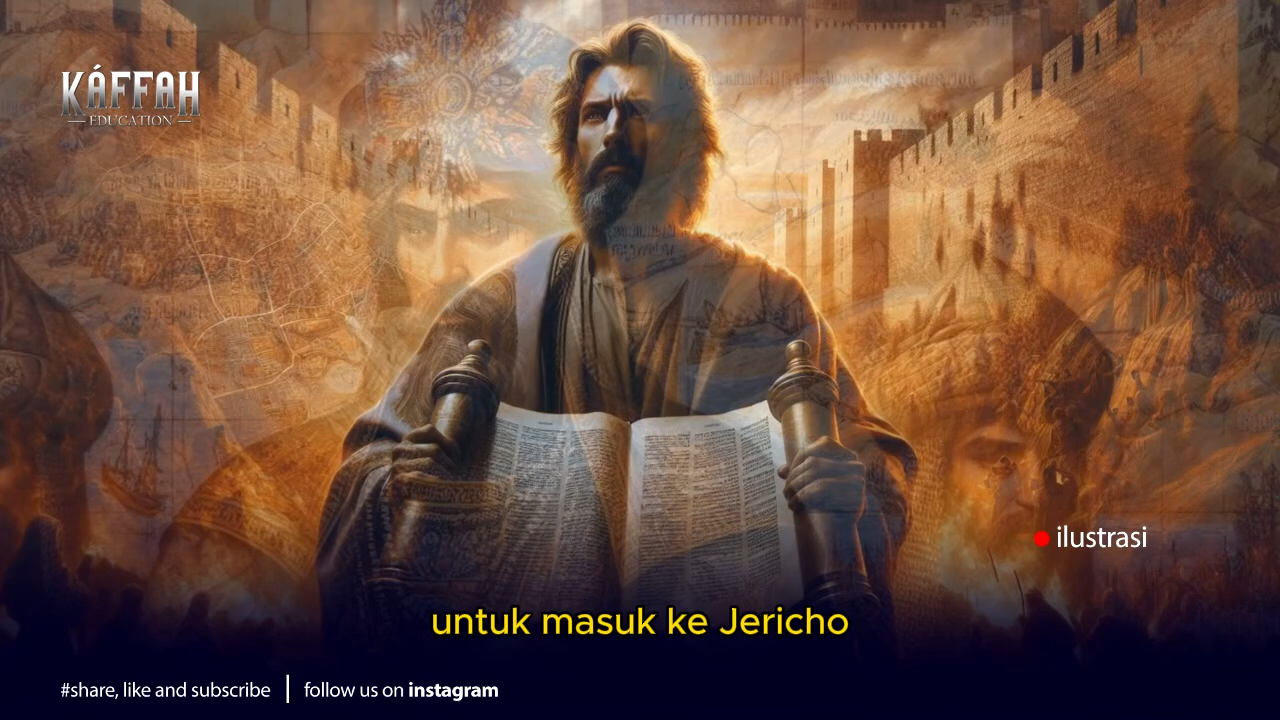 KÁFFAH
EDUCATION
ilustrasi
untuk masuk ke Jericho
#share, like and subscribe
follow us on instagram